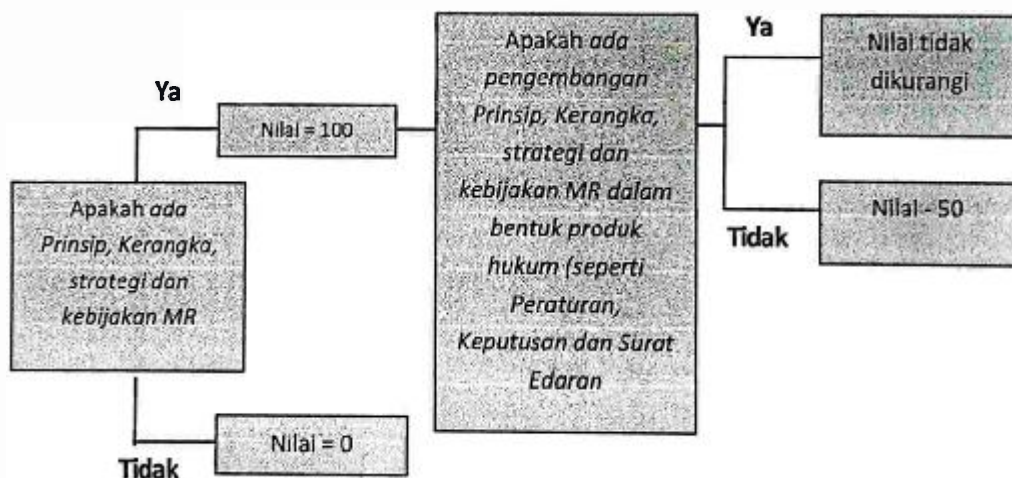 Apakah ada
Prinsip, Kerangka,
strategi dan
kebijakan MR
Ya
Nilai = 100
Tidak
Nilai = 0
Apakah ada
pengembangan
Prinsip, Kerangka,
strategi dan
kebijakan MR dalam
bentuk produk
hukum (seperti
Peraturan,
Keputusan dan Surat
Edaran
Ya
Nilai tidak
dikurangi
Tidak
Nilai - 50